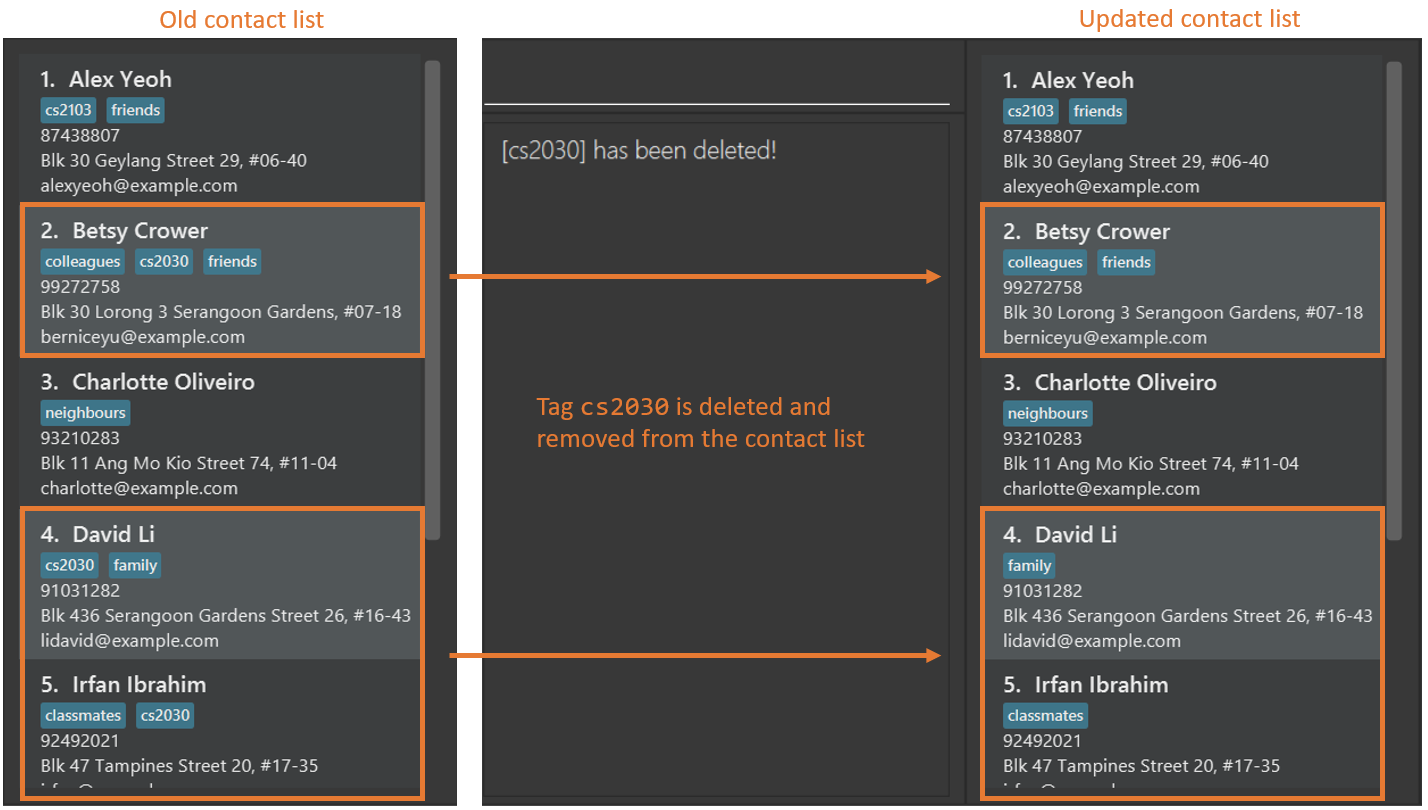 Old contact list
1. Alex Yeoh
cs2103 friends
87438807
Blk 30 Geylang Street 29, #06-40
alexyeoh@example.com
2. Betsy Crower
colleagues cs2030 friends
99272758
Blk 30 Lorong 3 Serangoon Gardens, #07-18
berniceyu@example.com
3. Charlotte Oliveiro
neighbours
93210283
Blk 11 Ang Mo Kio Street 74, #11-04
charlotte@example.com
4. David Li
cs2030 family
91031282
Blk 436 Serangoon Gardens Street 26, #16-43
lidavid@example.com
5. Irfan Ibrahim
classmates cs2030
92492021
Blk 47 Tampines Street 20, #17-35
[cs2030] has been deleted!
Tag cs2030 is deleted and
removed from the contact list
Updated contact list
1. Alex Yeoh
cs2103 friends
87438807
Blk 30 Geylang Street 29, #06-40
alexyeoh@example.com
2. Betsy Crower
colleagues friends
99272758
Blk 30 Lorong 3 Serangoon Gardens, #07-18
berniceyu@example.com
3. Charlotte Oliveiro
neighbours
93210283
Blk 11 Ang Mo Kio Street 74, #11-04
charlotte@example.com
4. David Li
family
91031282
Blk 436 Serangoon Gardens Street 26, #16-43
lidavid@example.com
5. Irfan Ibrahim
classmates
92492021
Blk 47 Tampines Street 20, #17-35